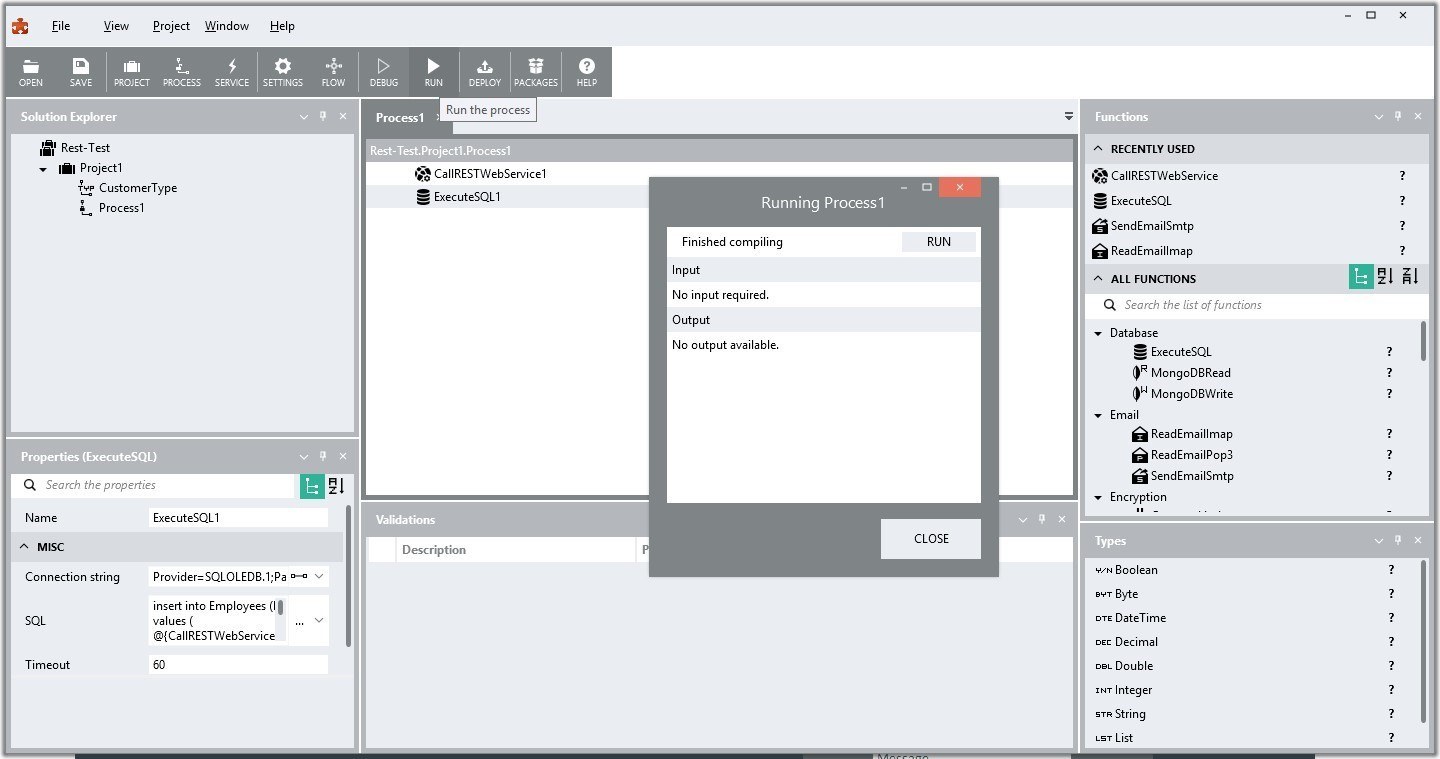 File View Project Window Help
OPEN SAVE PROJECT PROCESS SERVICE SETTINGS FLOW DEBUG RUN DEPLOY PACKAGES HELP
Run the process
Solution Explorer
Rest-Test
Project1
CustomerType
Process1
Properties (ExecuteSQL)
Search the properties
Name ExecuteSQL1
MISC
Connection string Provider=SQLOLEDB.1;Pa
SQL
insert into Employees (
values (
@{CallRESTWebService
...
Timeout 60
Process1
Rest-Test.Project1.Process1
CallRESTWebService1
ExecuteSQL1
Running Process1
Finished compiling RUN
Input
No input required.
Output
No output available.
CLOSE
Validations
Description
Functions
RECENTLY USED
CallRESTWebService ?
ExecuteSQL ?
SendEmailSmtp ?
ReadEmailImap ?
ALL FUNCTIONS
Search the list of functions
Database
ExecuteSQL ?
MongoDBRead ?
MongoDBWrite ?
Email
ReadEmailImap ?
ReadEmailPop3 ?
SendEmailSmtp ?
Encryption
Types
Y/N Boolean ?
BYT Byte ?
DTE DateTime ?
DEC Decimal ?
DBL Double ?
INT Integer ?
STR String ?
LST List ?
Message